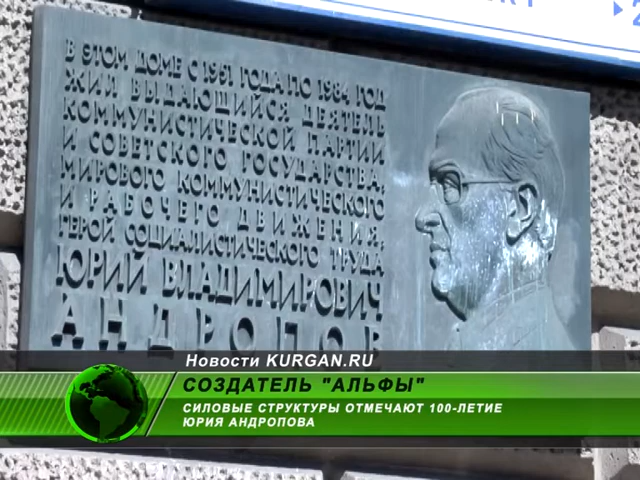 В ЭТОМ ДОМЕ С 1951 ГОДА ПО 1984 ГОД
ЖИЛ ВЫДАЮЩИЙСЯ ДЕЯТЕЛЬ
КОММУНИСТИЧЕСКОЙ ПАРТИИ
И СОВЕТСКОГО ГОСУДАРСТВА,
МИРОВОГО КОММУНИСТИЧЕСКОГО
И РАБОЧЕГО ДВИЖЕНИЯ,
ГЕРОЙ СОЦИАЛИСТИЧЕСКОГО ТРУДА
ЮРИЙ ВЛАДИМИРОВИЧ
АНДРОПОВ
Новости KURGAN.RU
СОЗДАТЕЛЬ "АЛЬФЫ"
СИЛОВЫЕ СТРУКТУРЫ ОТМЕЧАЮТ 100-ЛЕТИЕ
ЮРИЯ АНДРОПОВА